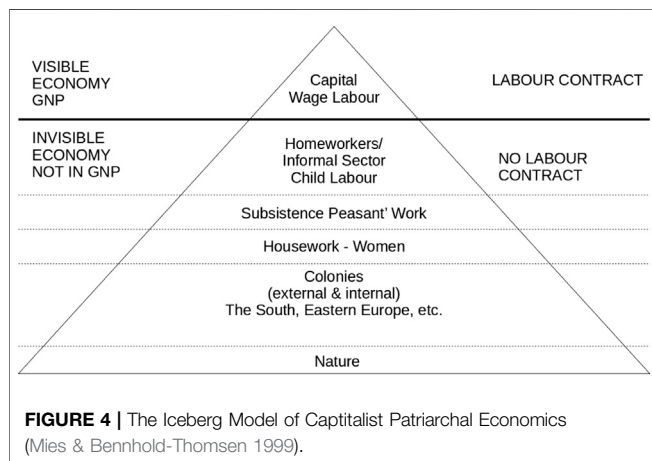 VISIBLE
ECONOMY
GNP
Capital
Wage Labour
LABOUR CONTRACT
INVISIBLE
ECONOMY
NOT IN GNP
Homeworkers/
Informal Sector
Child Labour
NO LABOUR
CONTRACT
Subsistence Peasant' Work
Housework - Women
Colonies
(external & internal)
The South, Eastern Europe, etc.
Nature
FIGURE 4 | The Iceberg Model of Captitalist Patriarchal Economics
(Mies & Bennhold-Thomsen 1999).